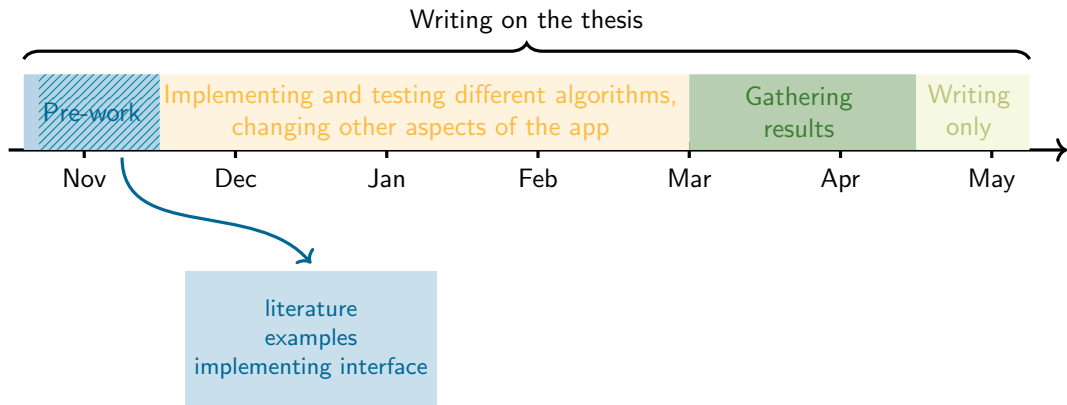 Writing on the thesis
Pre-work
Implementing and testing different algorithms,
changing other aspects of the app
Gathering
results
Writing
only
Nov
Dec
Jan
Feb
Mar
Apr
May
literature
examples
implementing interface